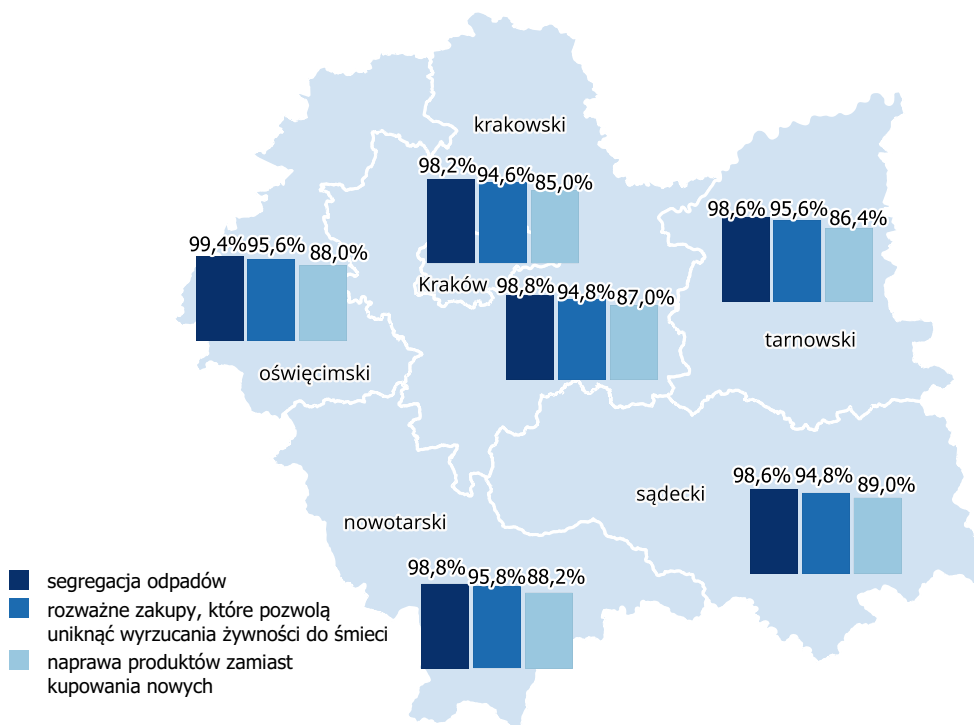 krakowski
98,2% 94,6% 85,0%
98,6% 95,6% 86,4%
99,4% 95,6% 88,0%
Kraków 98,8% 94,8% 87,0%
tarnowski
oświęcimski
98,6% 94,8% 89,0%
sądecki
nowotarski
98,8% 95,8% 88,2%
segregacja odpadów
rozważne zakupy, które pozwolą
uniknąć wyrzucania żywności do śmieci
naprawa produktów zamiast
kupowania nowych